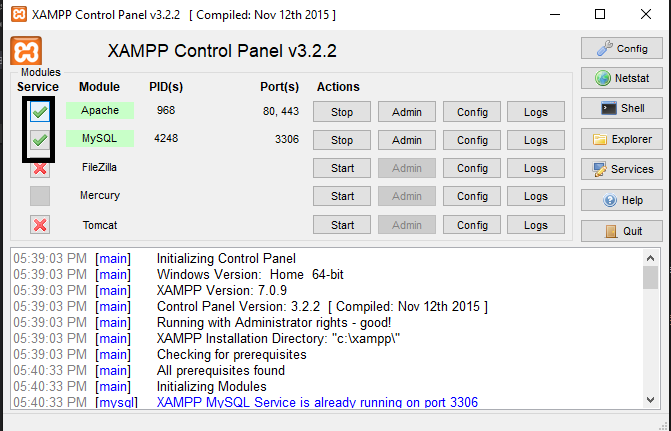 XAMPP Control Panel v3.2.2 [ Compiled: Nov 12th 2015 ]
XAMPP Control Panel v3.2.2
Config
Modules
Service Module PID(s) Port(s) Actions
Netstat
Apache 968 80, 443 Stop Admin Config Logs
Shell
MySQL 4248 3306 Stop Admin Config Logs
Explorer
FileZilla Start Admin Config Logs
Services
Mercury Start Admin Config Logs
Help
Tomcat Start Admin Config Logs
Quit
05:39:03 PM [main] Initializing Control Panel
05:39:03 PM [main] Windows Version: Home 64-bit
05:39:03 PM [main] XAMPP Version: 7.0.9
05:39:03 PM [main] Control Panel Version: 3.2.2 [ Compiled: Nov 12th 2015 ]
05:39:03 PM [main] Running with Administrator rights - good!
05:39:03 PM [main] XAMPP Installation Directory: "c:\xampp\"
05:39:03 PM [main] Checking for prerequisites
05:40:33 PM [main] All prerequisites found
05:40:33 PM [main] Initializing Modules
05:40:33 PM [mysql] XAMPP MySQL Service is already running on port 3306